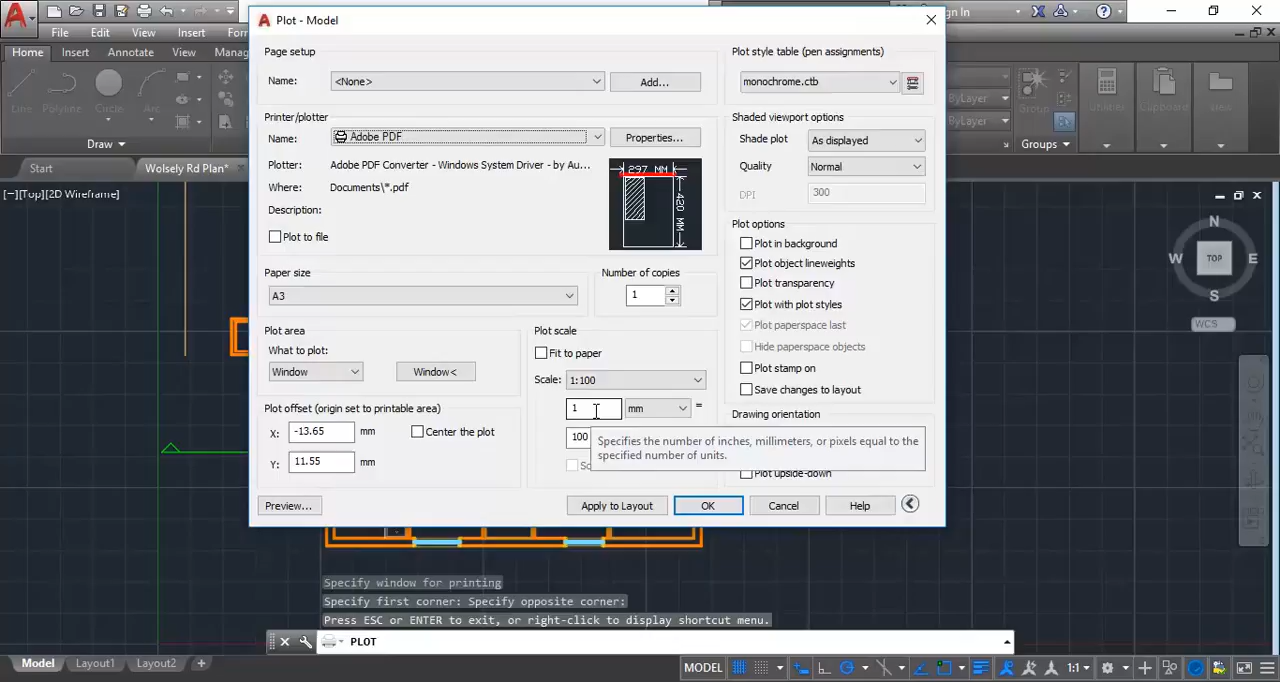 A Plot - Model
Sign In
File Edit View Insert
Home Insert Annotate View
Line Polyline Circle Arc
Draw
Page setup
Name: <None> Add...
Printer/plotter
Name: Adobe PDF Properties...
Plotter: Adobe PDF Converter - Windows System Driver - by Au...
Where: Documents\*.pdf
Description:
Plot to file
297 MM
420 MM
Paper size
A3
Number of copies
1
Plot area
What to plot:
Window Window<
Plot scale
Fit to paper
Scale: 1:100
1 mm =
100
Plot offset (origin set to printable area)
X: -13.65 mm
Center the plot
Y: 11.55 mm
Specifies the number of inches, millimeters, or pixels equal to the
specified number of units.
Plot style table (pen assignments)
monochrome.ctb
Shaded viewport options
Shade plot As displayed
Quality Normal
DPI 300
Plot options
Plot in background
Plot object lineweights
Plot transparency
Plot with plot styles
Plot paperspace last
Hide paperspace objects
Plot stamp on
Save changes to layout
Drawing orientation
Plot upside-down
Preview... Apply to Layout OK Cancel Help
Group
Groups
ByLayer
ByLayer
Utilities
Clipboard
View
Start Wolsely Rd Plan*
[−][Top][2D Wireframe]
N
W TOP E
S
WCS
Specify window for printing
Specify first corner: Specify opposite corner:
Press ESC or ENTER to exit, or right-click to display shortcut menu.
PLOT
Model Layout1 Layout2 +
MODEL 1:1